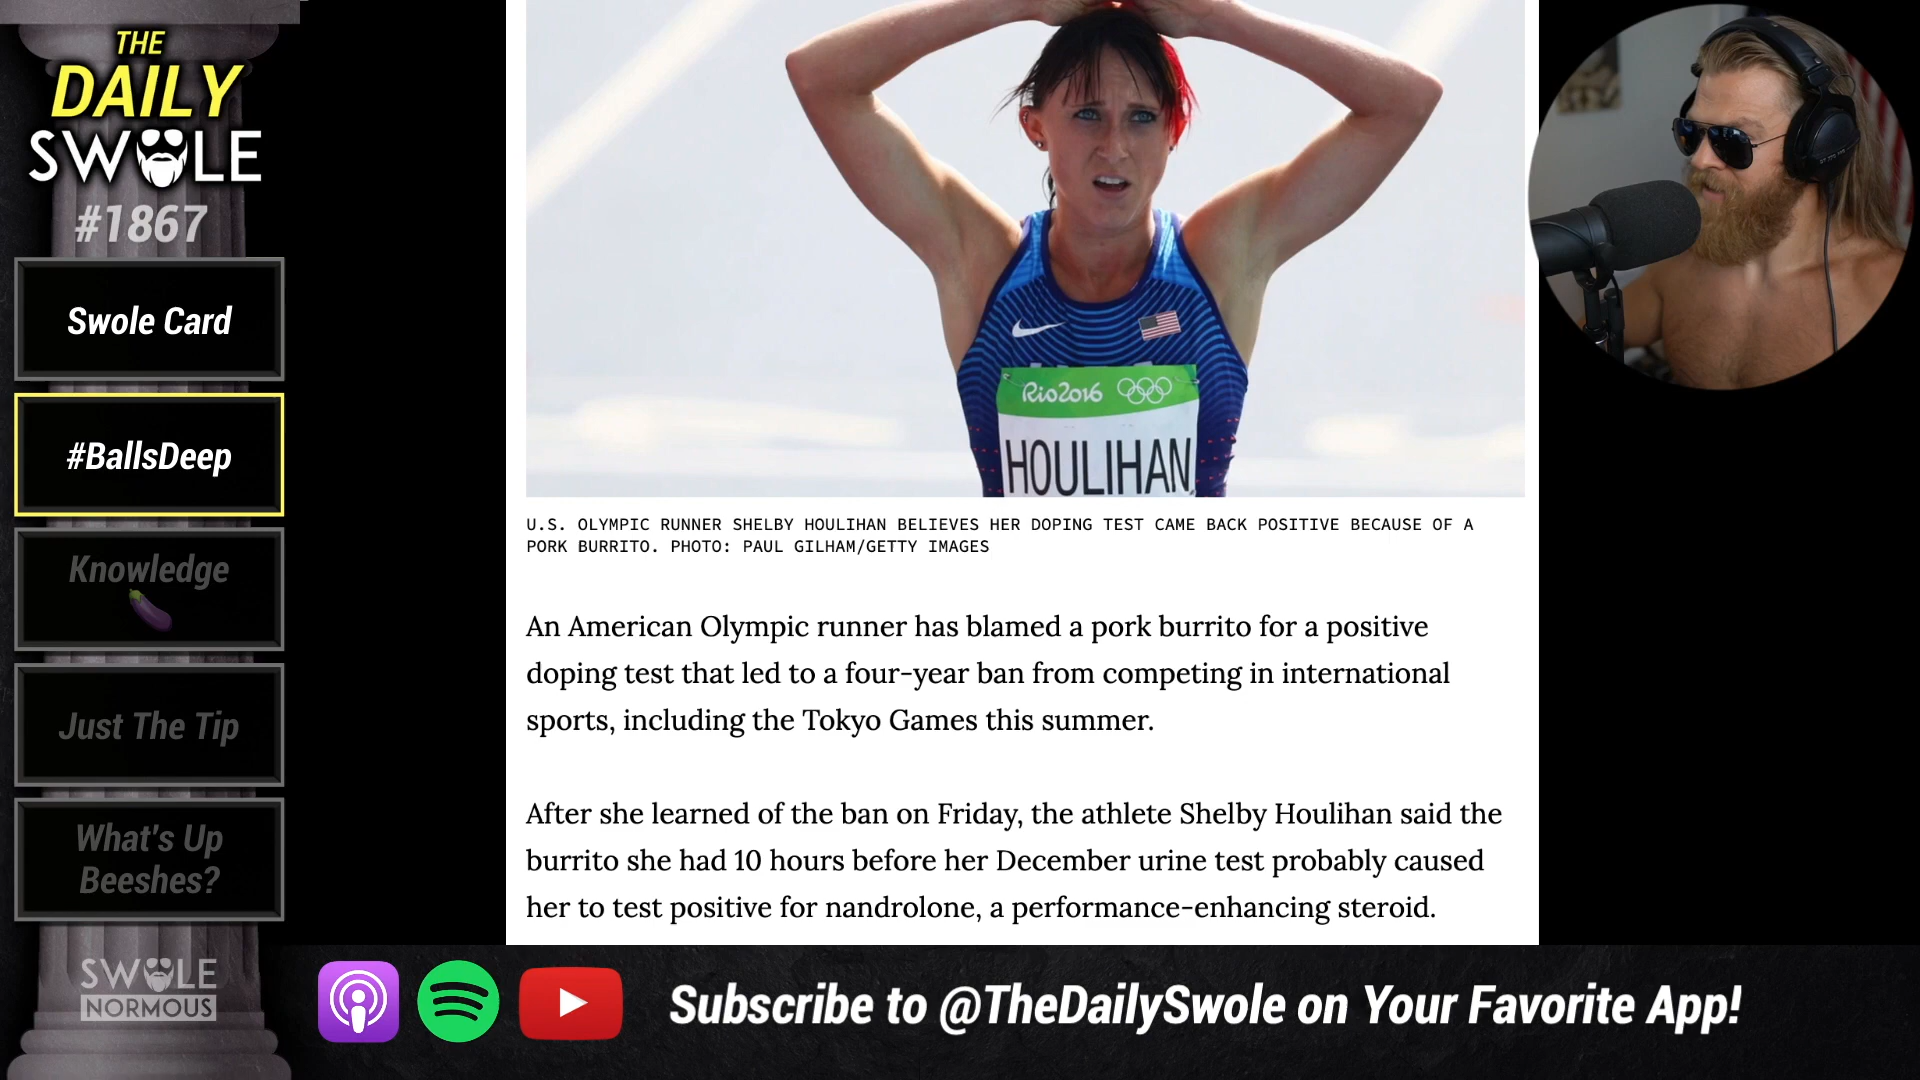 THE
DAILY
SWOLE
#1867
Swole Card
#BallsDeep
Knowledge
Just The Tip
What's Up
Beeshes?
SWOLE
NORMOUS
Rio2016
HOULIHAN
U.S. OLYMPIC RUNNER SHELBY HOULIHAN BELIEVES HER DOPING TEST CAME BACK POSITIVE BECAUSE OF A
PORK BURRITO. PHOTO: PAUL GILHAM/GETTY IMAGES
An American Olympic runner has blamed a pork burrito for a positive
doping test that led to a four-year ban from competing in international
sports, including the Tokyo Games this summer.
After she learned of the ban on Friday, the athlete Shelby Houlihan said the
burrito she had 10 hours before her December urine test probably caused
her to test positive for nandrolone, a performance-enhancing steroid.
Subscribe to @TheDailySwole on Your Favorite App!